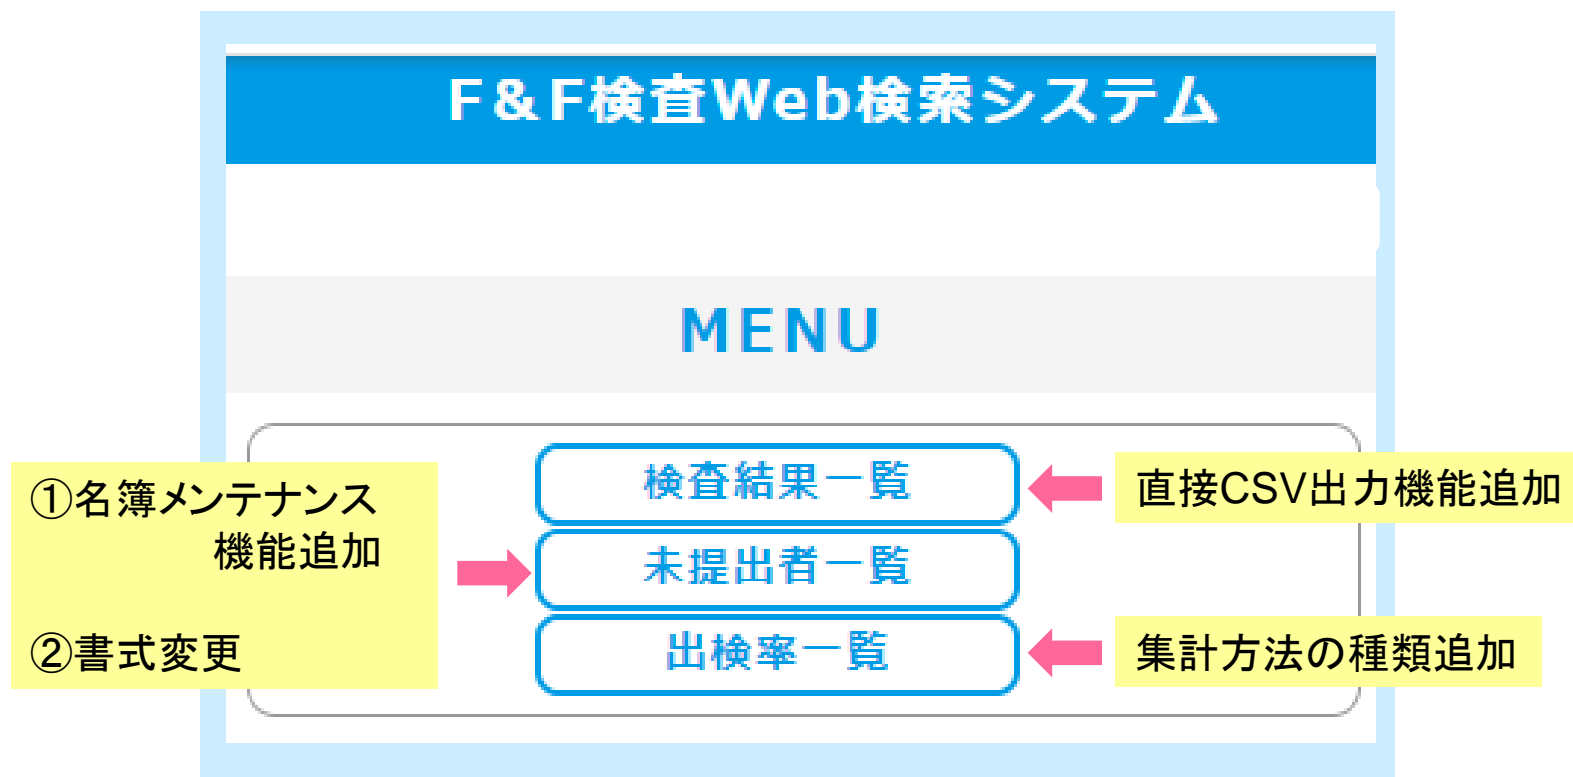 F&F検査Web検索システム
MENU
検査結果一覧
直接CSV出力機能追加
①名簿メンテナンス
機能追加
②書式変更
未提出者一覧
出検率一覧
集計方法の種類追加